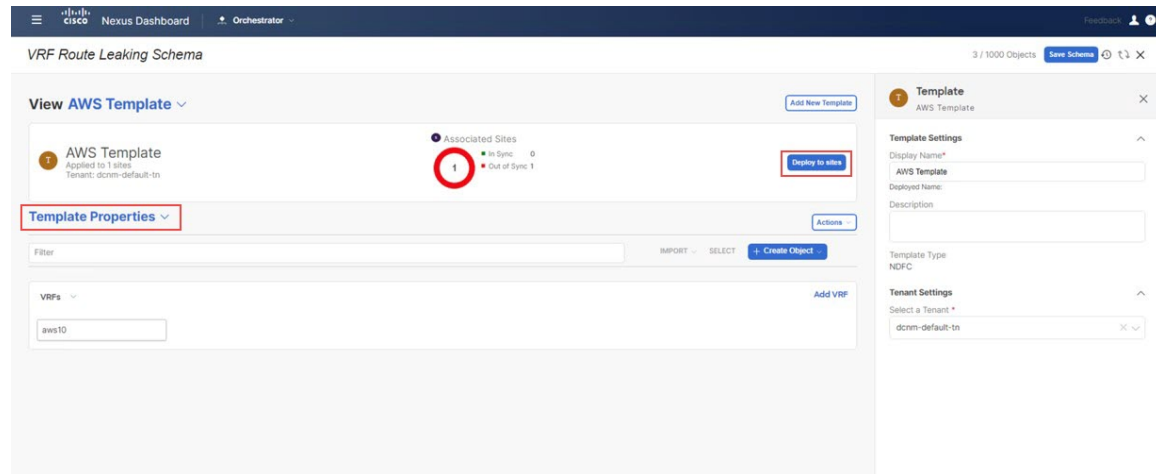 cisco Nexus Dashboard Orchestrator Feedback
VRF Route Leaking Schema 3 / 1000 Objects Save Schema
View AWS Template Add New Template
AWS Template
Applied to 1 sites
Tenant: dcnm-default-tn
Associated Sites
1
In Sync 0
Out of Sync 1
Deploy to sites
Template Properties Actions
Filter IMPORT SELECT + Create Object
VRFs Add VRF
aws10
T Template
AWS Template
Template Settings
Display Name*
AWS Template
Deployed Name:
Description
Template Type
NDFC
Tenant Settings
Select a Tenant *
dcnm-default-tn